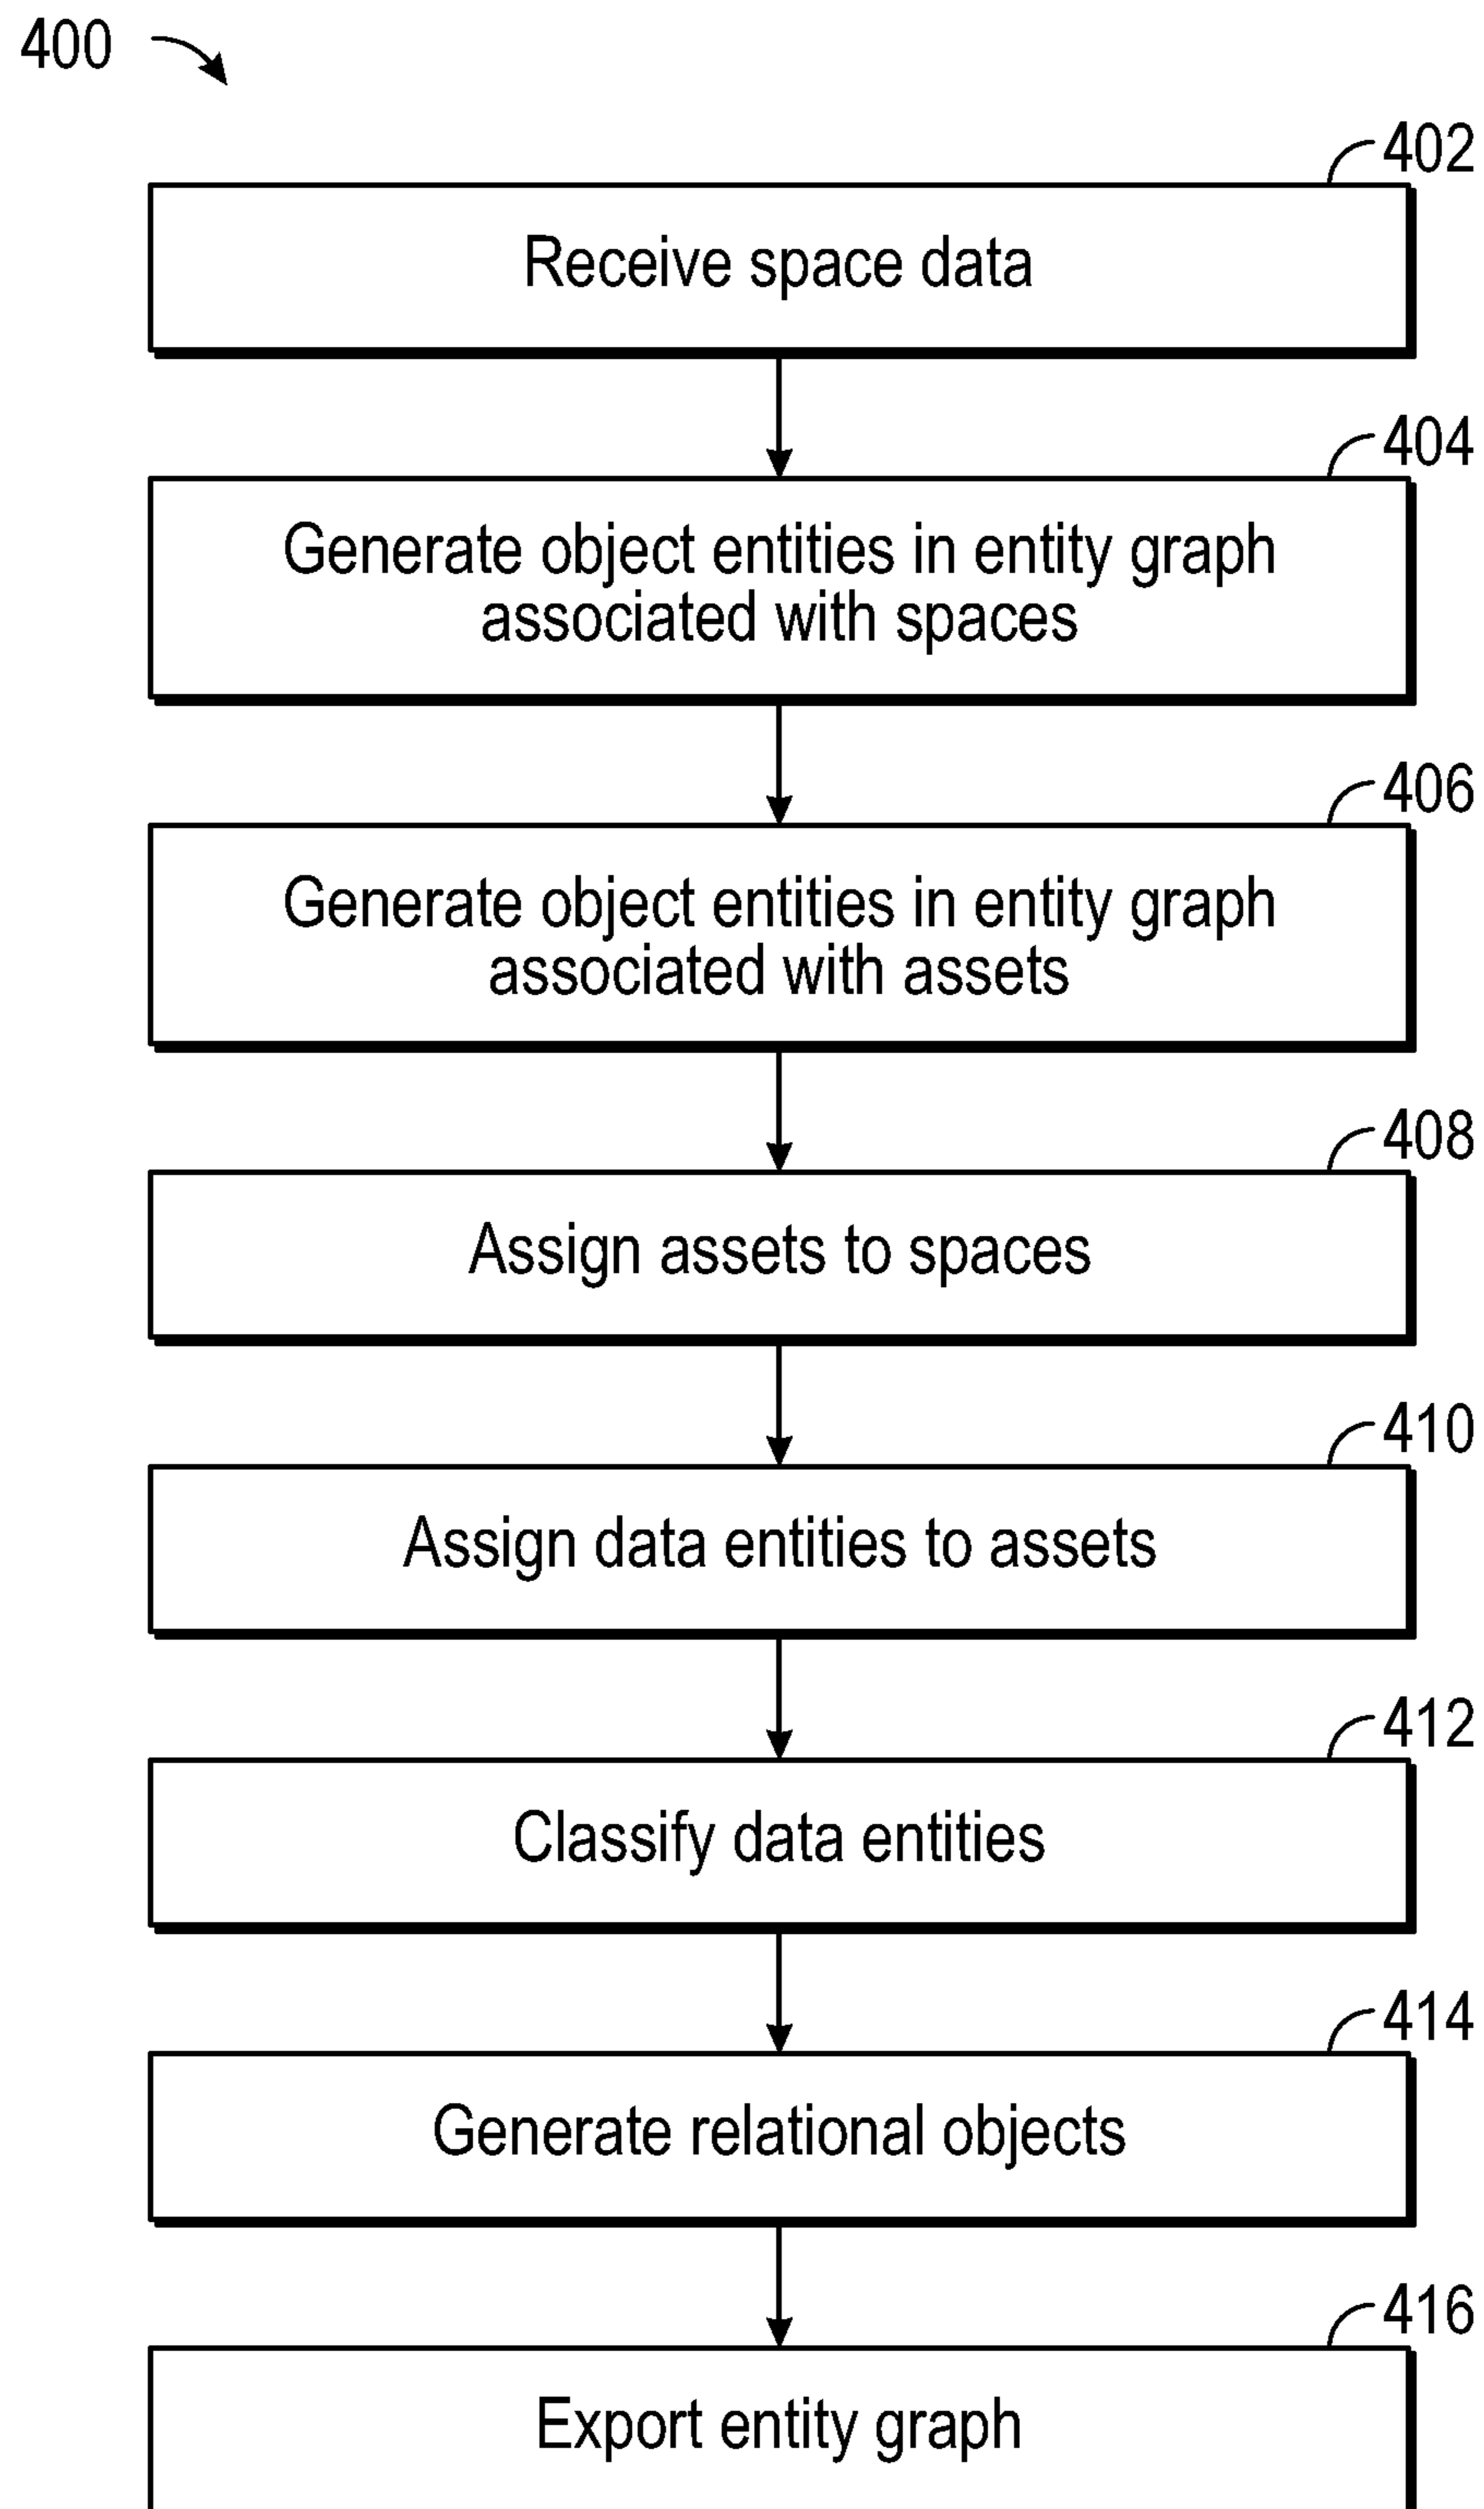 400
402
Receive space data
404
Generate object entities in entity graph
associated with spaces
406
Generate object entities in entity graph
associated with assets
408
Assign assets to spaces
410
Assign data entities to assets
412
Classify data entities
414
Generate relational objects
416
Export entity graph